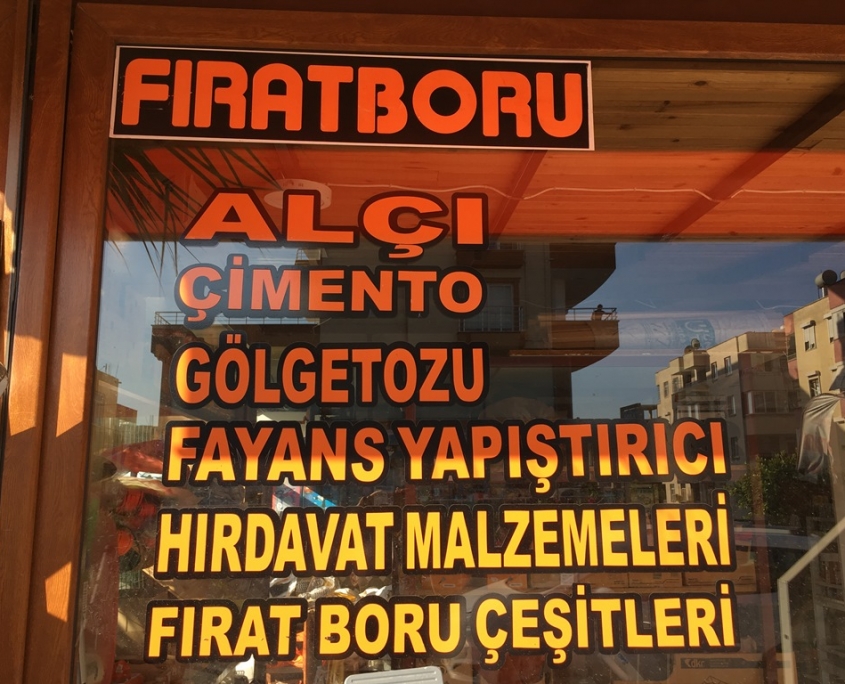 FIRATBORU
ALÇI
ÇİMENTO
GÖLGETOZU
FAYANS YAPIŞTIRICI
HIRDAVAT MALZEMELERİ
FIRAT BORU ÇEŞİTLERİ